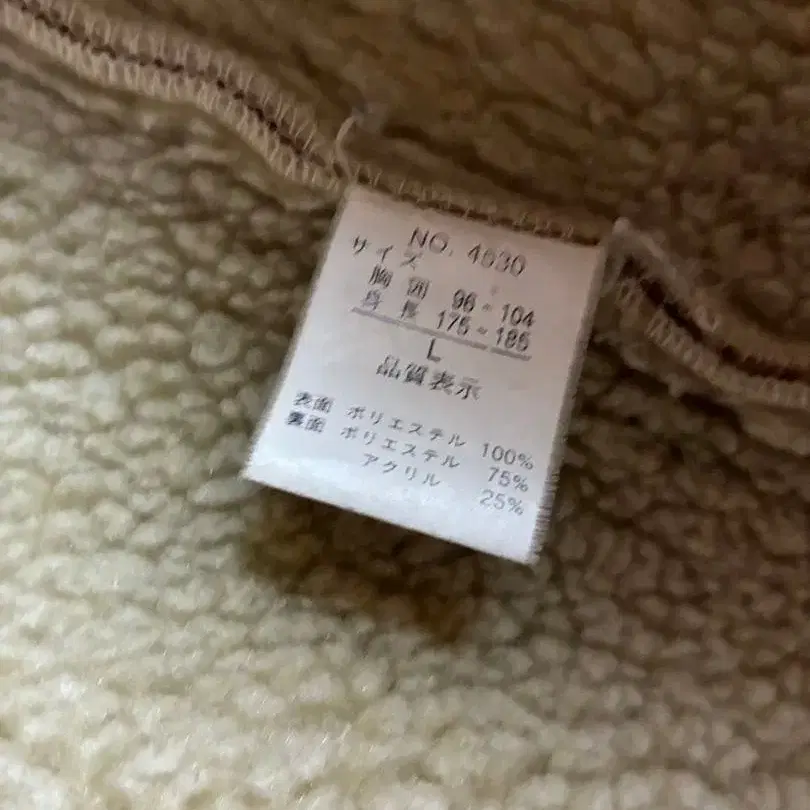 NO. 4630
サイズ
胸囲 96~104
身長 175~185
L
品質表示
表面 ポリエステル 100%
裏面 ポリエステル 75%
アクリル 25%